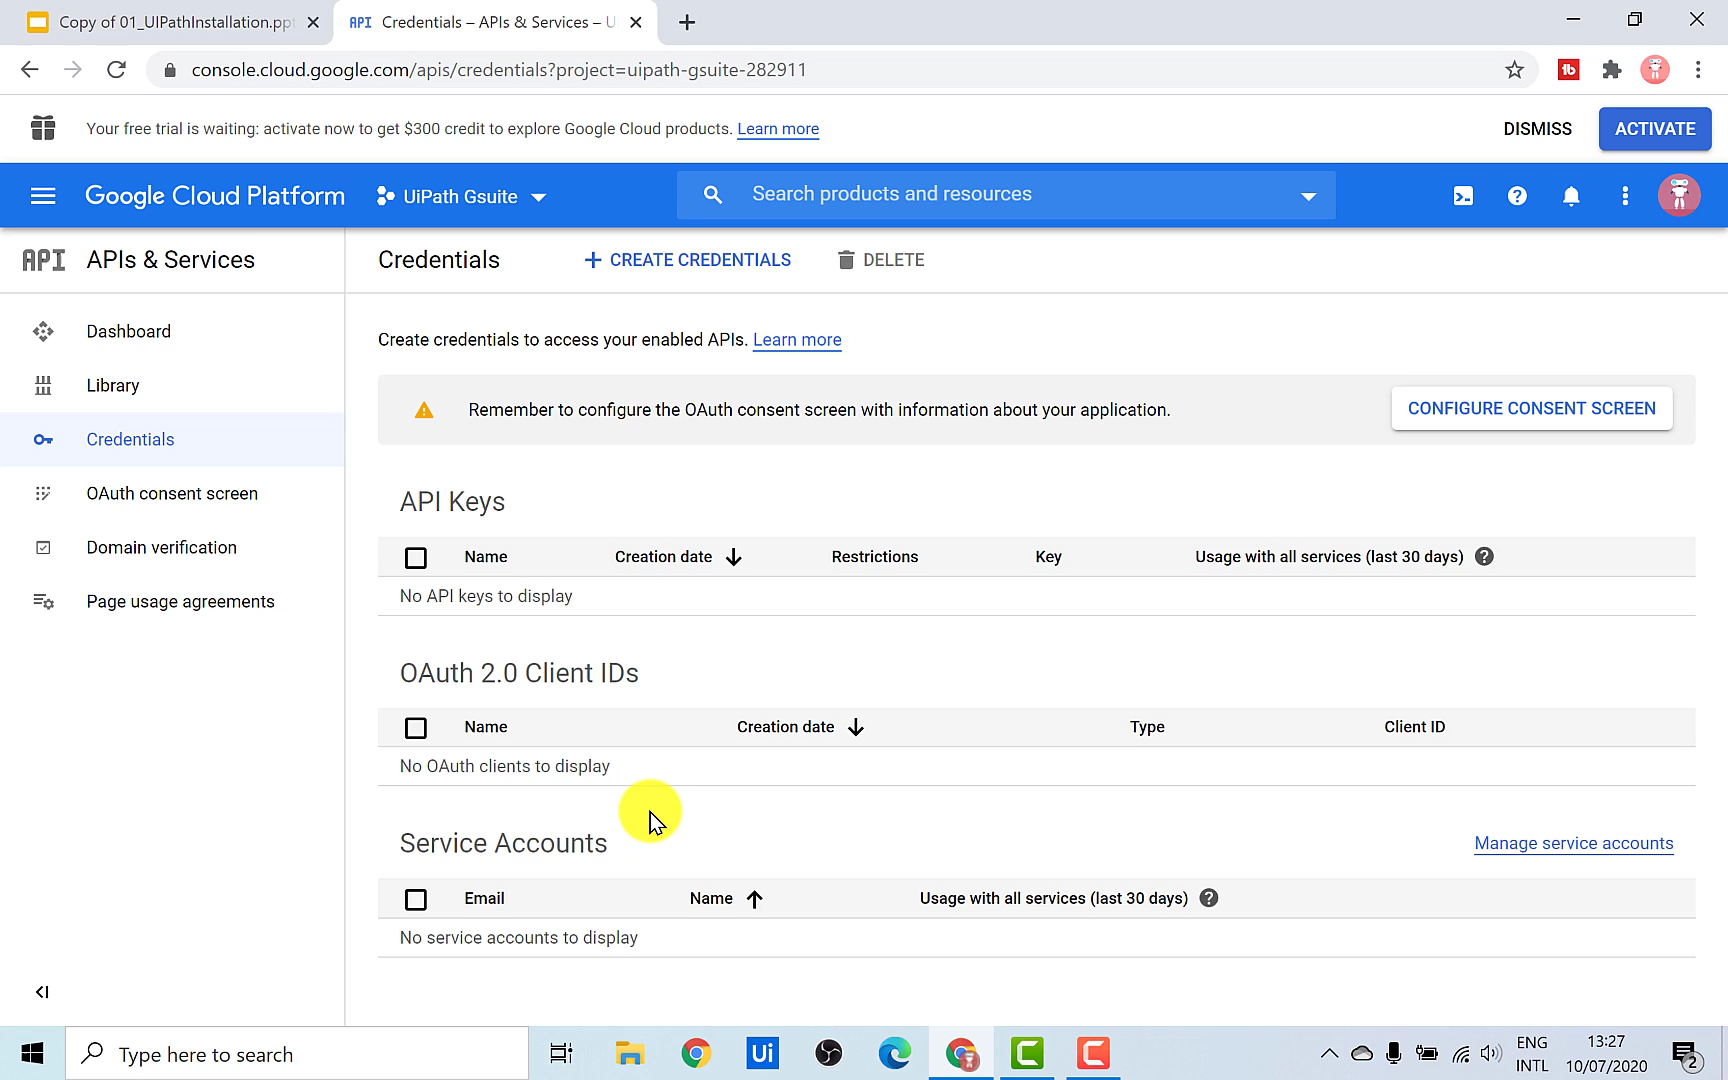 Copy of 01_UIPathInstallation.ppt
API Credentials – APIs & Services – U
console.cloud.google.com/apis/credentials?project=uipath-gsuite-282911
Your free trial is waiting: activate now to get $300 credit to explore Google Cloud products. Learn more
DISMISS
ACTIVATE
Google Cloud Platform
UiPath Gsuite
Search products and resources
API APIs & Services
Credentials
CREATE CREDENTIALS
DELETE
Dashboard
Library
Credentials
OAuth consent screen
Domain verification
Page usage agreements
Create credentials to access your enabled APIs. Learn more
Remember to configure the OAuth consent screen with information about your application.
CONFIGURE CONSENT SCREEN
API Keys
Name Creation date Restrictions Key Usage with all services (last 30 days)
No API keys to display
OAuth 2.0 Client IDs
Name Creation date Type Client ID
No OAuth clients to display
Service Accounts
Manage service accounts
Email Name Usage with all services (last 30 days)
No service accounts to display
Type here to search
Ui
ENG
INTL
13:27
10/07/2020
2